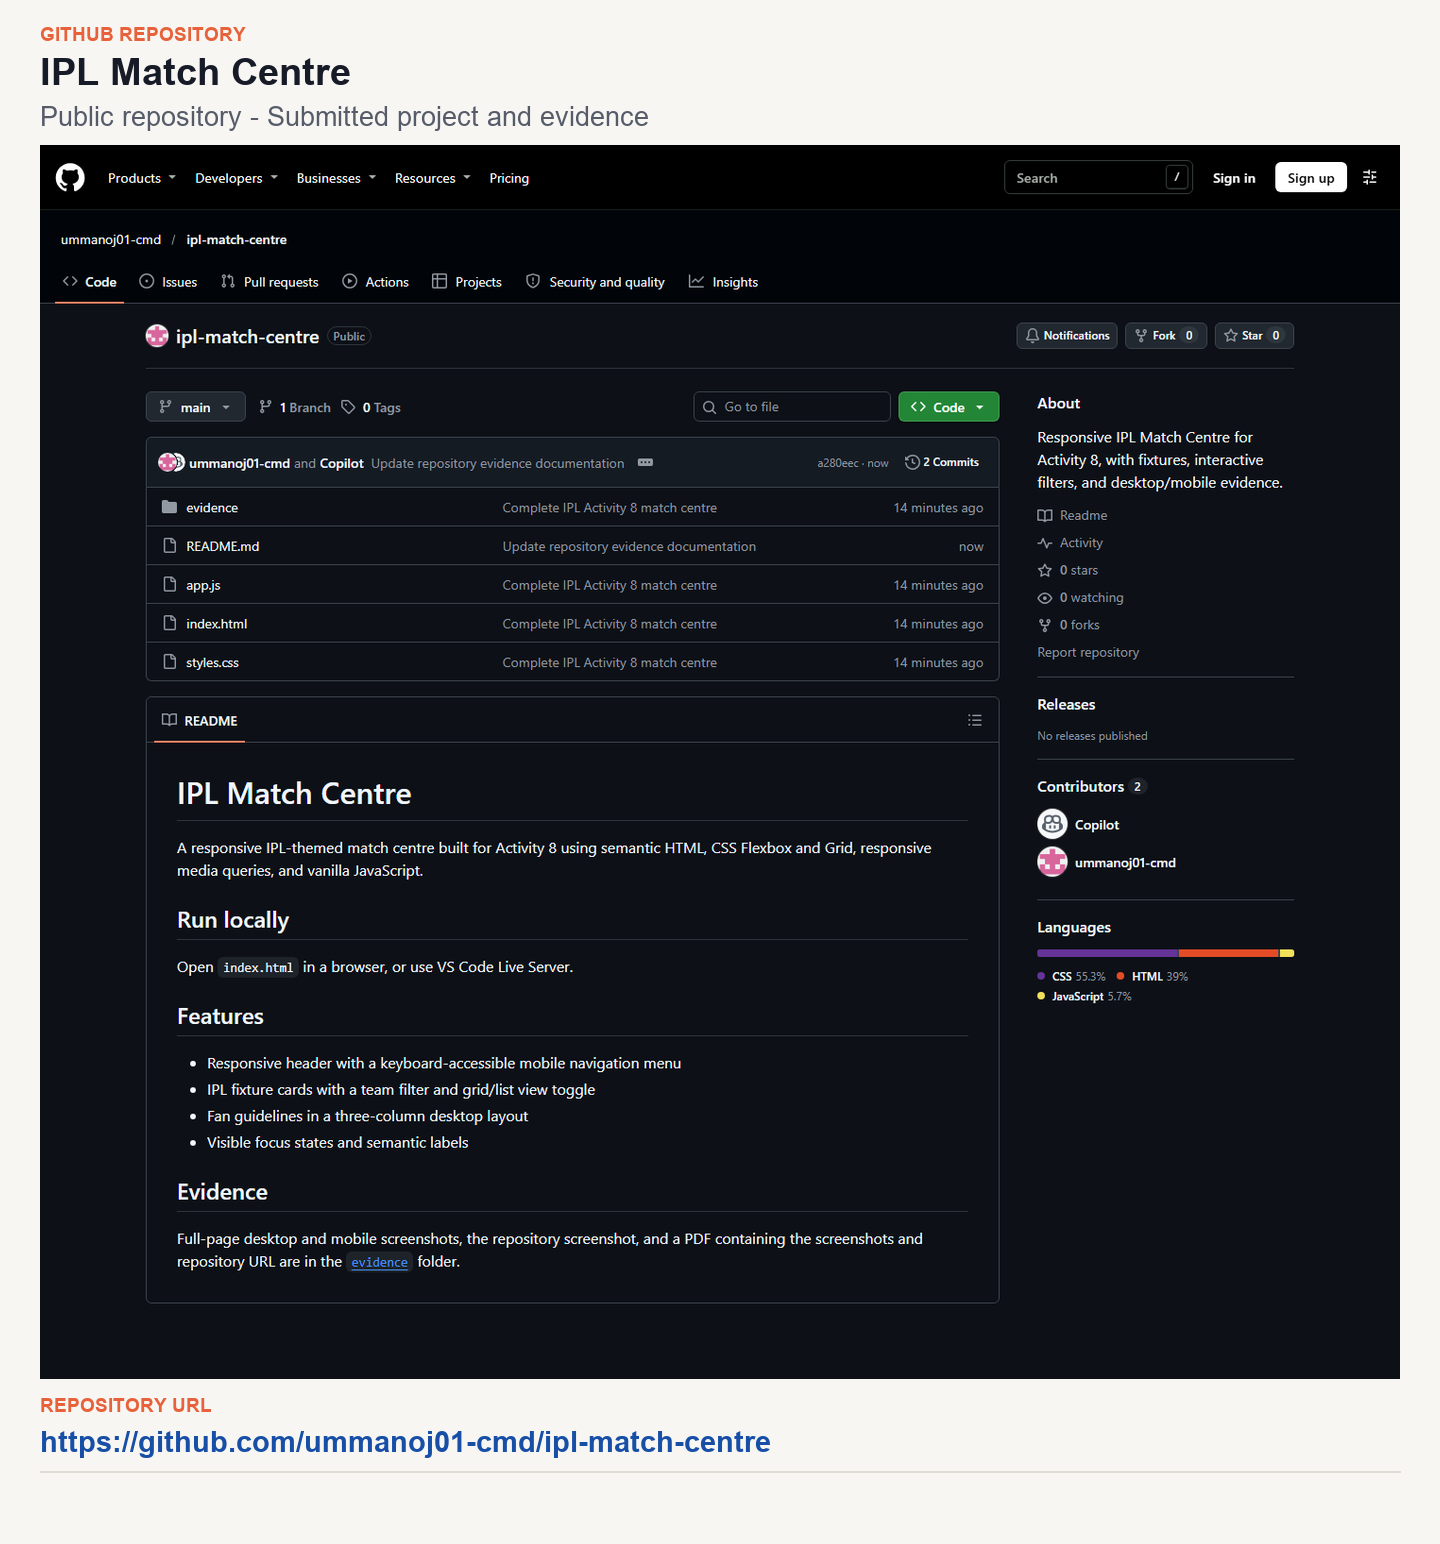 GITHUB REPOSITORY
IPL Match Centre
Public repository - Submitted project and evidence
Products Developers Businesses Resources Pricing Search / Sign in Sign up
ummanoj01-cmd / ipl-match-centre
Code Issues Pull requests Actions Projects Security and quality Insights
ipl-match-centre Public Notifications Fork 0 Star 0
main 1 Branch 0 Tags Go to file Code
ummanoj01-cmd and Copilot Update repository evidence documentation a280eec · now 2 Commits
evidence Complete IPL Activity 8 match centre 14 minutes ago
README.md Update repository evidence documentation now
app.js Complete IPL Activity 8 match centre 14 minutes ago
index.html Complete IPL Activity 8 match centre 14 minutes ago
styles.css Complete IPL Activity 8 match centre 14 minutes ago
README
IPL Match Centre
A responsive IPL-themed match centre built for Activity 8 using semantic HTML, CSS Flexbox and Grid, responsive
media queries, and vanilla JavaScript.
Run locally
Open index.html in a browser, or use VS Code Live Server.
Features
• Responsive header with a keyboard-accessible mobile navigation menu
• IPL fixture cards with a team filter and grid/list view toggle
• Fan guidelines in a three-column desktop layout
• Visible focus states and semantic labels
Evidence
Full-page desktop and mobile screenshots, the repository screenshot, and a PDF containing the screenshots and
repository URL are in the evidence folder.
About
Responsive IPL Match Centre for
Activity 8, with fixtures, interactive
filters, and desktop/mobile evidence.
Readme
Activity
0 stars
0 watching
0 forks
Report repository
Releases
No releases published
Contributors 2
Copilot
ummanoj01-cmd
Languages
CSS 55.3% HTML 39%
JavaScript 5.7%
REPOSITORY URL
https://github.com/ummanoj01-cmd/ipl-match-centre